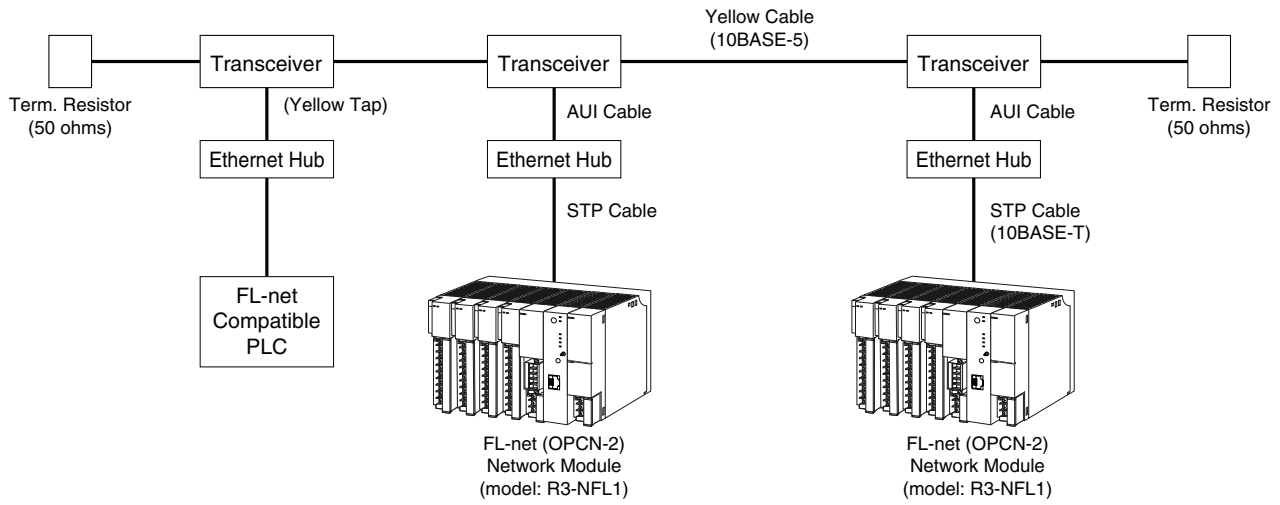 Yellow Cable
(10BASE-5)
Transceiver
Transceiver
Transceiver
Term. Resistor
(50 ohms)
(Yellow Tap)
AUI Cable
AUI Cable
Term. Resistor
(50 ohms)
Ethernet Hub
Ethernet Hub
Ethernet Hub
STP Cable
STP Cable
(10BASE-T)
FL-net
Compatible
PLC
FL-net (OPCN-2)
Network Module
(model: R3-NFL1)
FL-net (OPCN-2)
Network Module
(model: R3-NFL1)